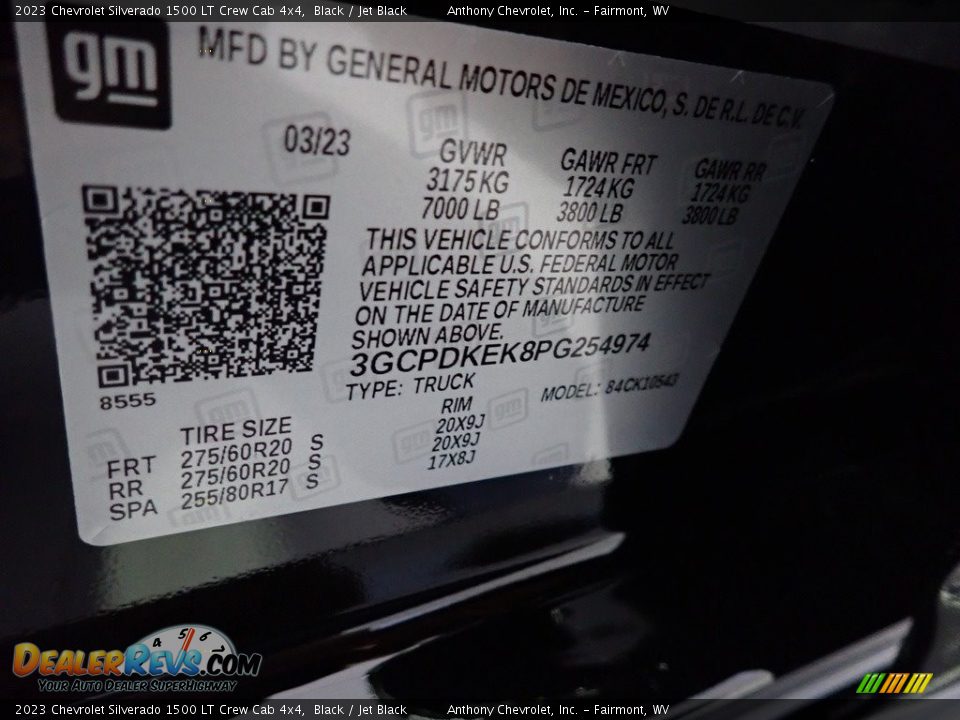 2023 Chevrolet Silverado 1500 LT Crew Cab 4x4, Black / Jet Black Anthony Chevrolet, Inc. - Fairmont, WV
gm
MFD BY GENERAL MOTORS DE MEXICO, S. DE R.L. DE C.V.
03/23 GVWR GAWR FRT GAWR RR
3175 KG 1724 KG 1724 KG
7000 LB 3800 LB 3800 LB
THIS VEHICLE CONFORMS TO ALL
APPLICABLE U.S. FEDERAL MOTOR
VEHICLE SAFETY STANDARDS IN EFFECT
ON THE DATE OF MANUFACTURE
SHOWN ABOVE.
3GCPDKEK8PG254974
TYPE: TRUCK MODEL: 84CK10543
8555
TIRE SIZE RIM
FRT 275/60R20 S 20X9J
RR 275/60R20 S 20X9J
SPA 255/80R17 S 17X8J
4 5 6
DEALERREVS.COM
YOUR AUTO DEALER SUPERHIGHWAY
2023 Chevrolet Silverado 1500 LT Crew Cab 4x4, Black / Jet Black Anthony Chevrolet, Inc. - Fairmont, WV